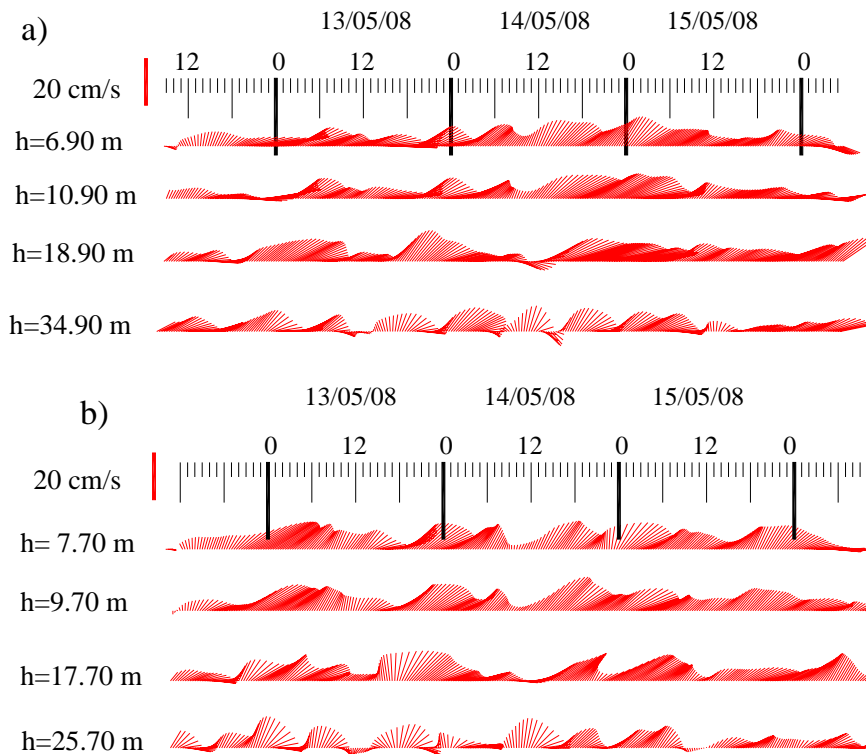 a)
13/05/08 14/05/08 15/05/08
12 0 12 0 12 0 12 0
20 cm/s
h=6.90 m
h=10.90 m
h=18.90 m
h=34.90 m
b)
13/05/08 14/05/08 15/05/08
0 12 0 12 0 12 0
20 cm/s
h= 7.70 m
h=9.70 m
h=17.70 m
h=25.70 m